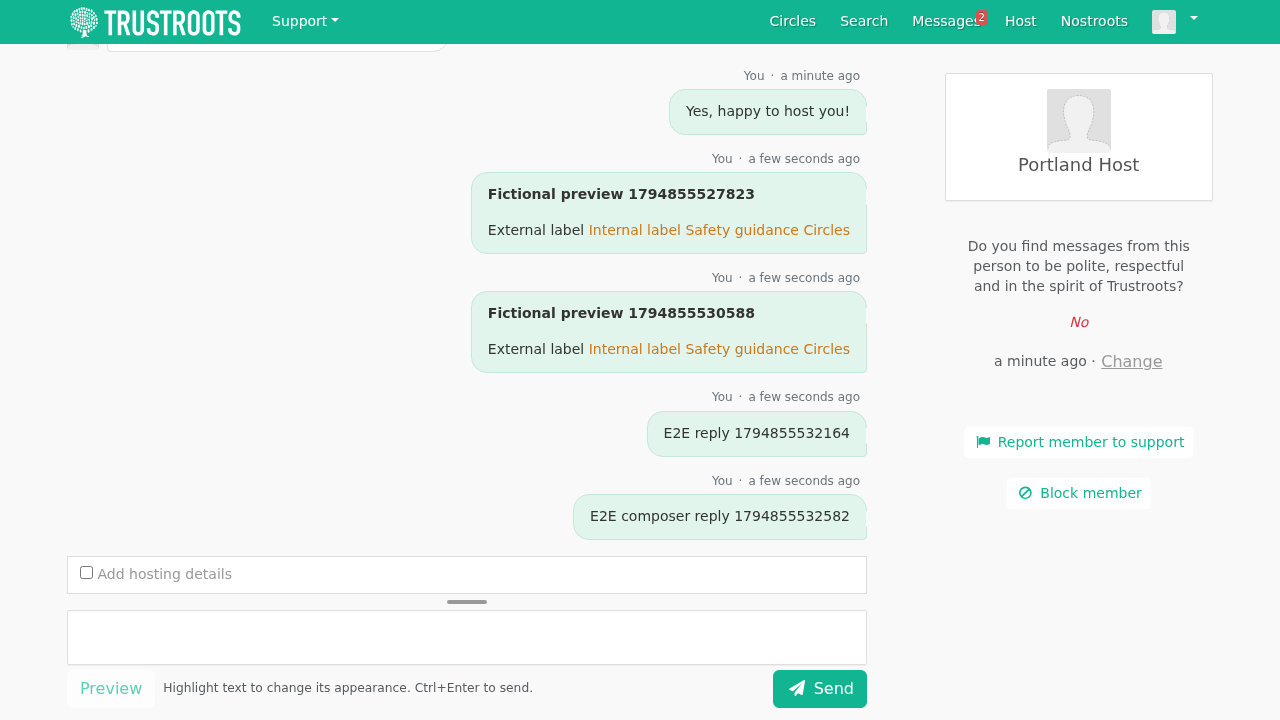 TRUSTROOTS
Support
Circles
Search
Messages
2
Host
Nostroots
You · a minute ago
Yes, happy to host you!
You · a few seconds ago
Fictional preview 1794855527823
External label Internal label Safety guidance Circles
You · a few seconds ago
Fictional preview 1794855530588
External label Internal label Safety guidance Circles
You · a few seconds ago
E2E reply 1794855532164
You · a few seconds ago
E2E composer reply 1794855532582
Add hosting details
Preview
Highlight text to change its appearance. Ctrl+Enter to send.
Send
Portland Host
Do you find messages from this
person to be polite, respectful
and in the spirit of Trustroots?
No
a minute ago · Change
Report member to support
Block member